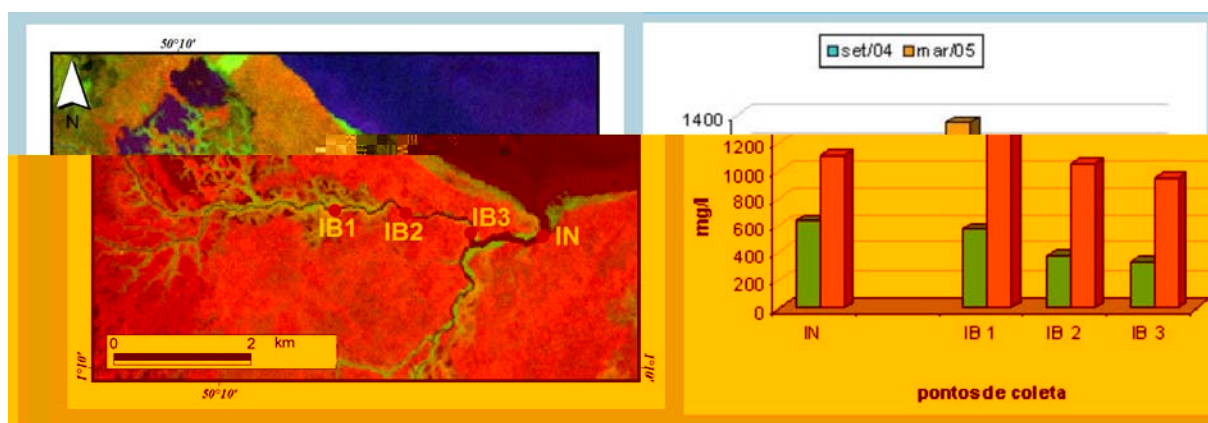 50°10'
N
IB1
IB2
IB3
IN
0 2 km
1°10'
1°10'
50°10'
set/04 mar/05
1400
1200
1000
800
600
400
200
0
mg/l
IN IB 1 IB 2 IB 3
pontos de coleta